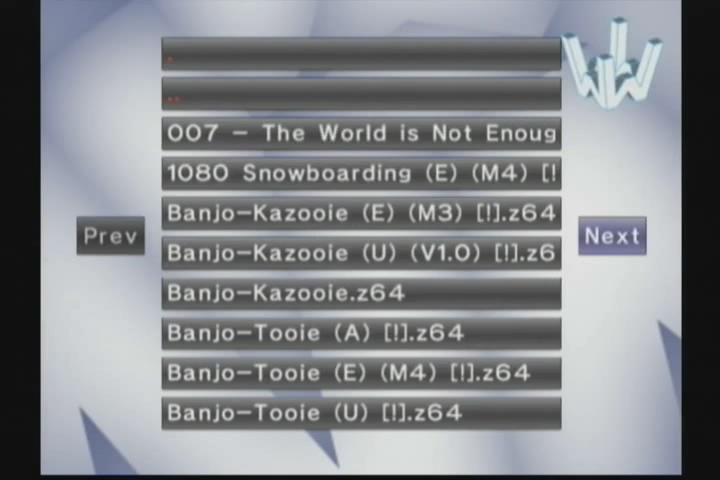 .
..
007 - The World is Not Enoug
1080 Snowboarding (E) (M4) [!
Banjo-Kazooie (E) (M3) [!].z64
Prev
Next
Banjo-Kazooie (U) (V1.0) [!].z6
Banjo-Kazooie.z64
Banjo-Tooie (A) [!].z64
Banjo-Tooie (E) (M4) [!].z64
Banjo-Tooie (U) [!].z64